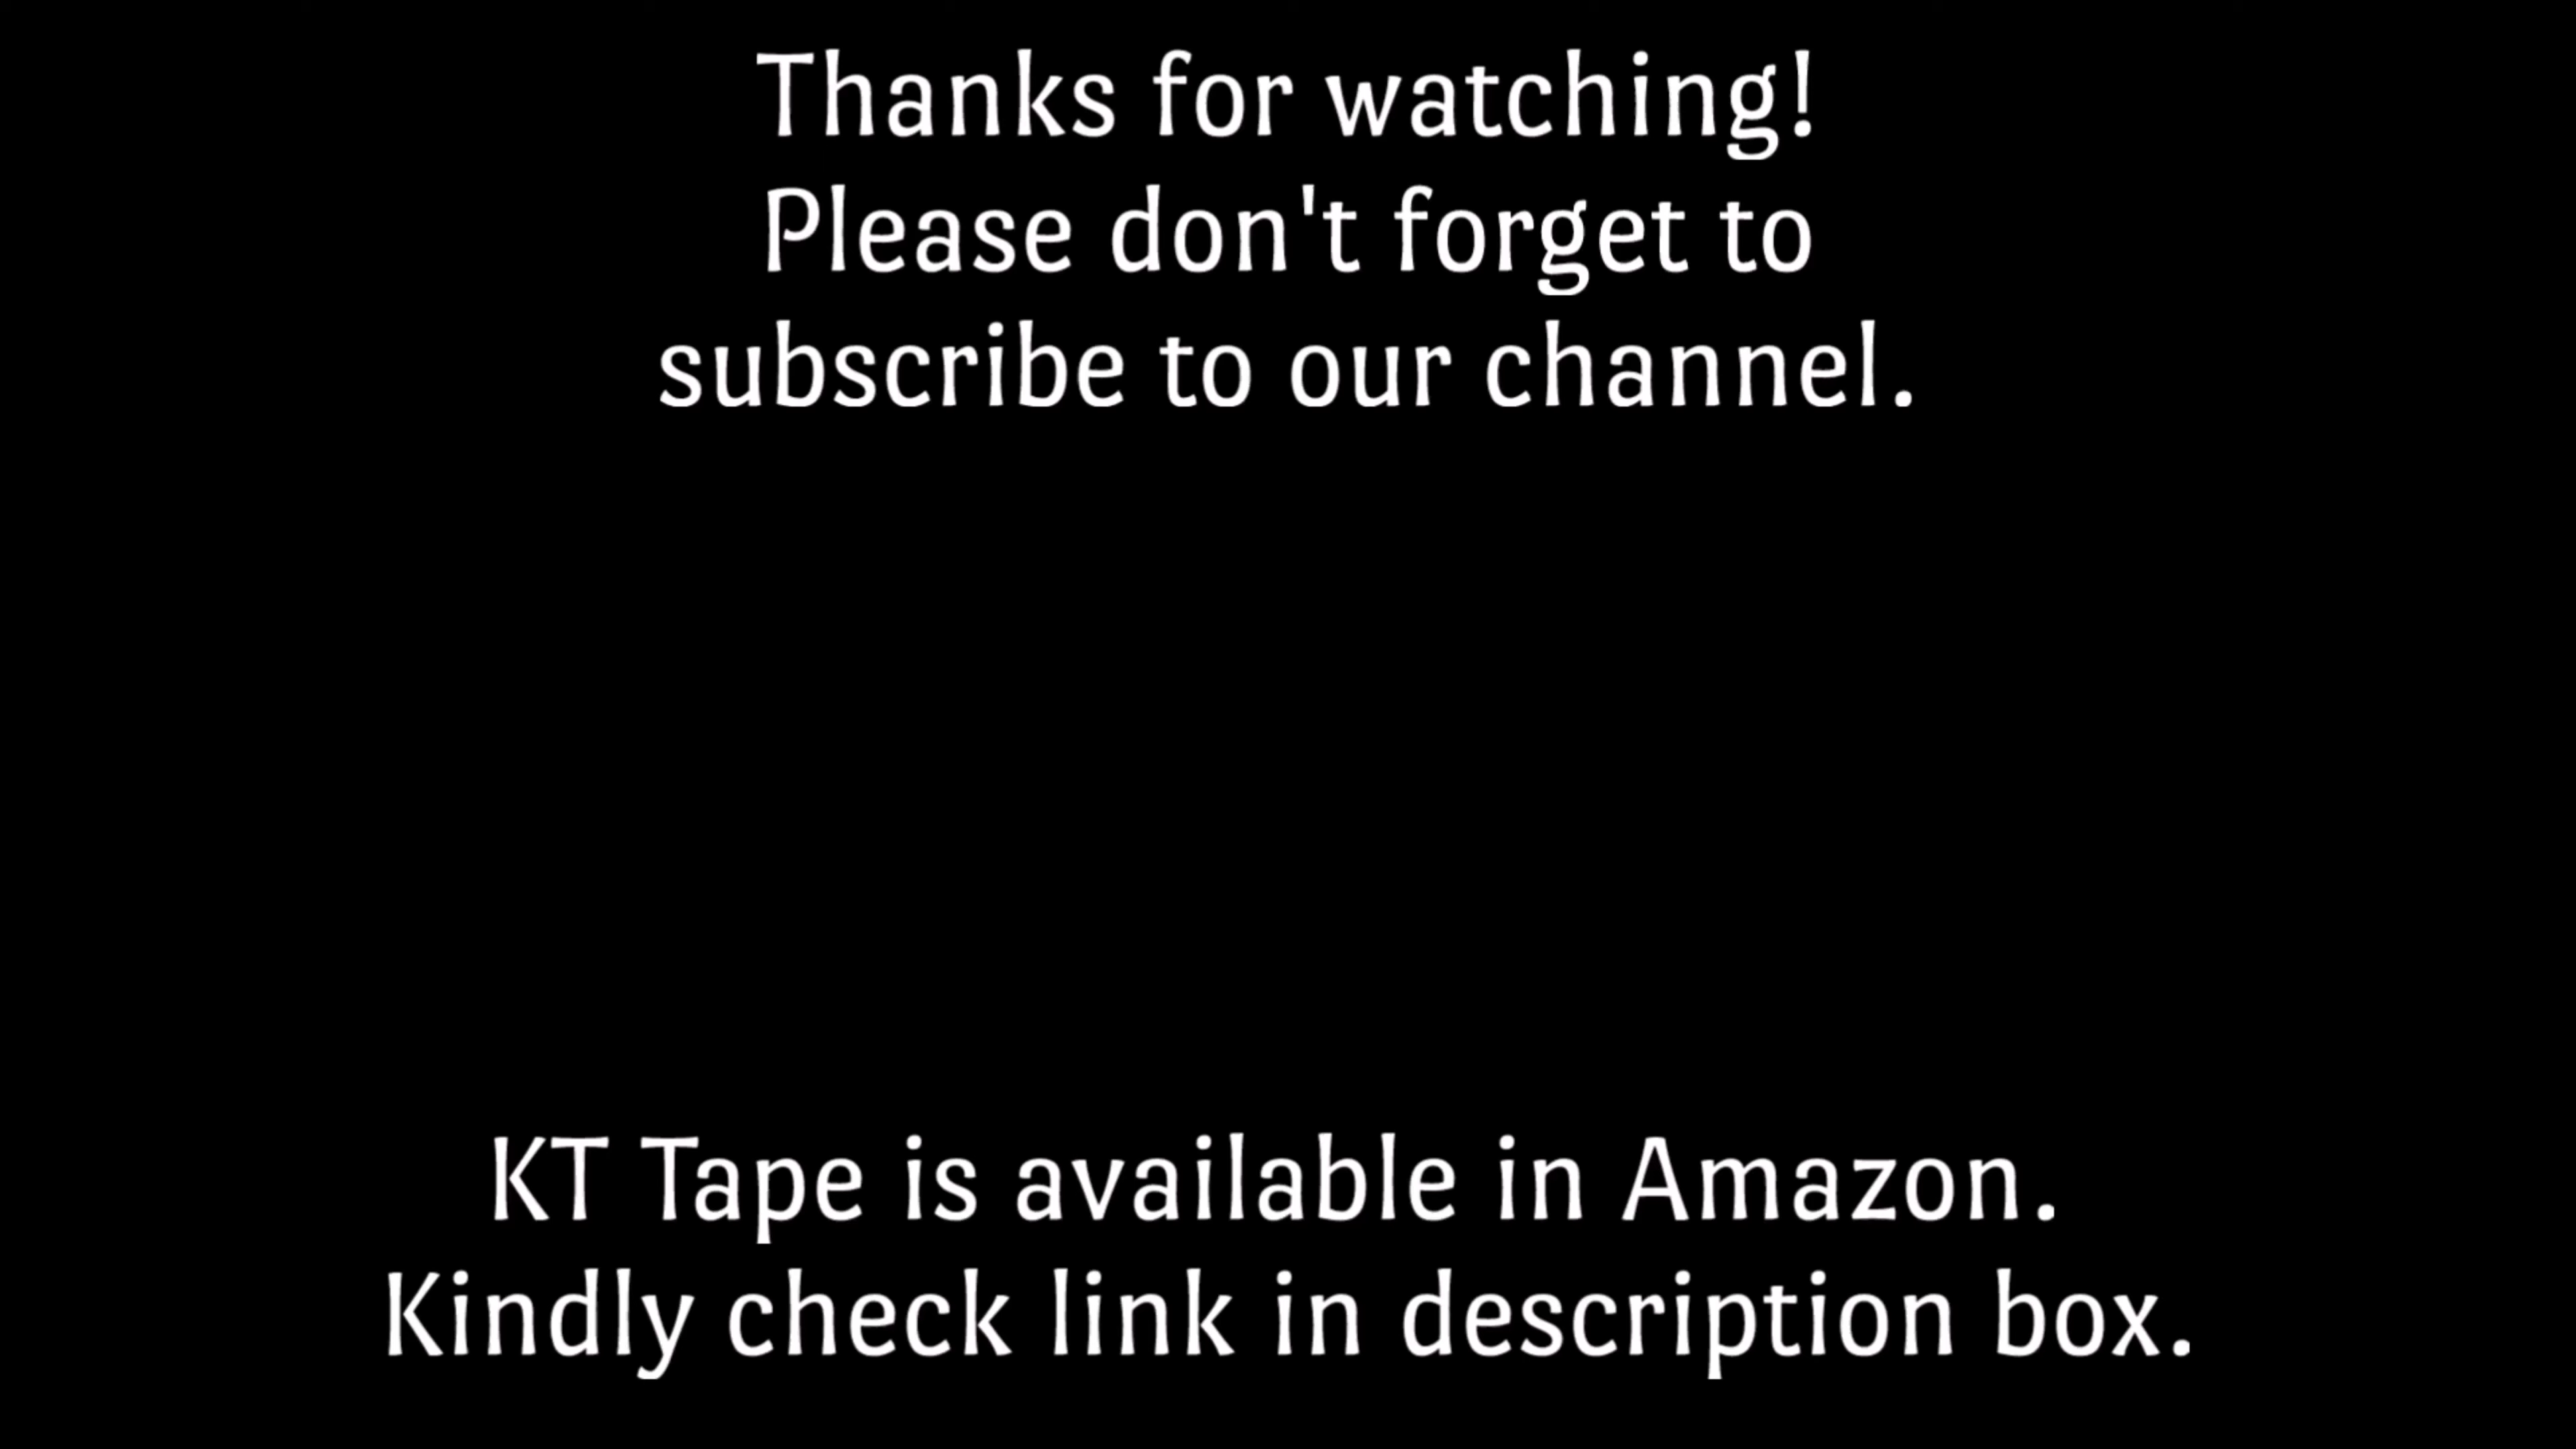 Thanks for watching!
Please don't forget to
subscribe to our channel.
KT Tape is available in Amazon.
Kindly check link in description box.